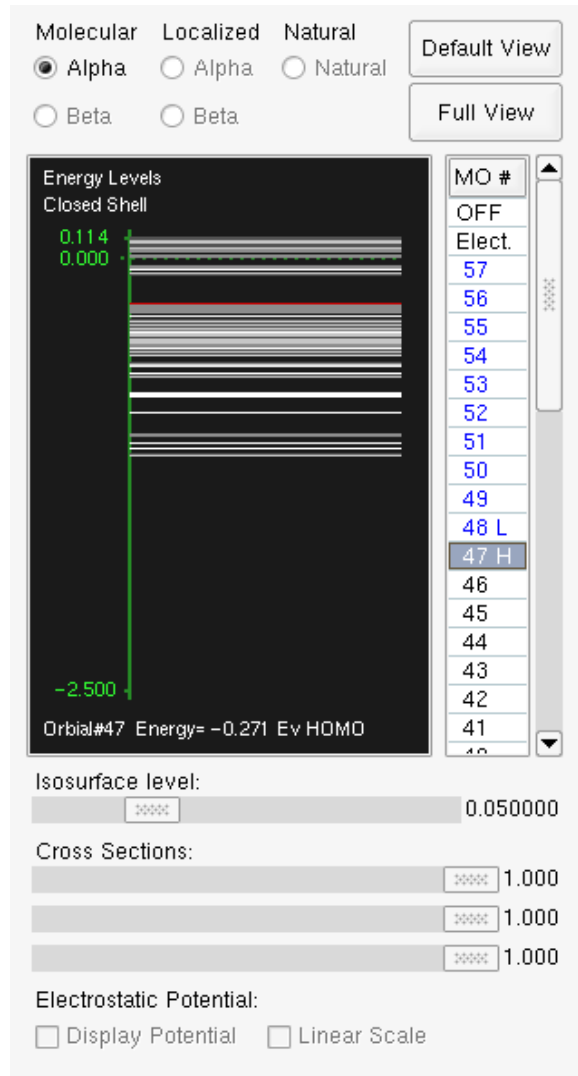 Molecular Localized Natural
Alpha Alpha Natural
Beta Beta
Default View
Full View
Energy Levels
Closed Shell
0.114
0.000
−2.500
Orbial#47 Energy= −0.271 Ev HOMO
MO #
OFF
Elect.
57
56
55
54
53
52
51
50
49
48 L
47 H
46
45
44
43
42
41
Isosurface level:
0.050000
Cross Sections:
1.000
1.000
1.000
Electrostatic Potential:
Display Potential Linear Scale